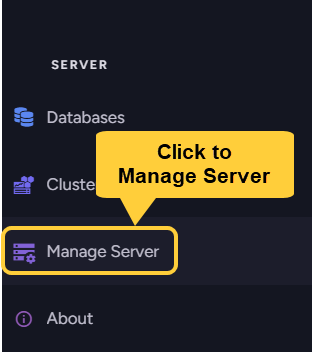 SERVER
Databases
Click to
Manage Server
Cluste
Manage Server
About